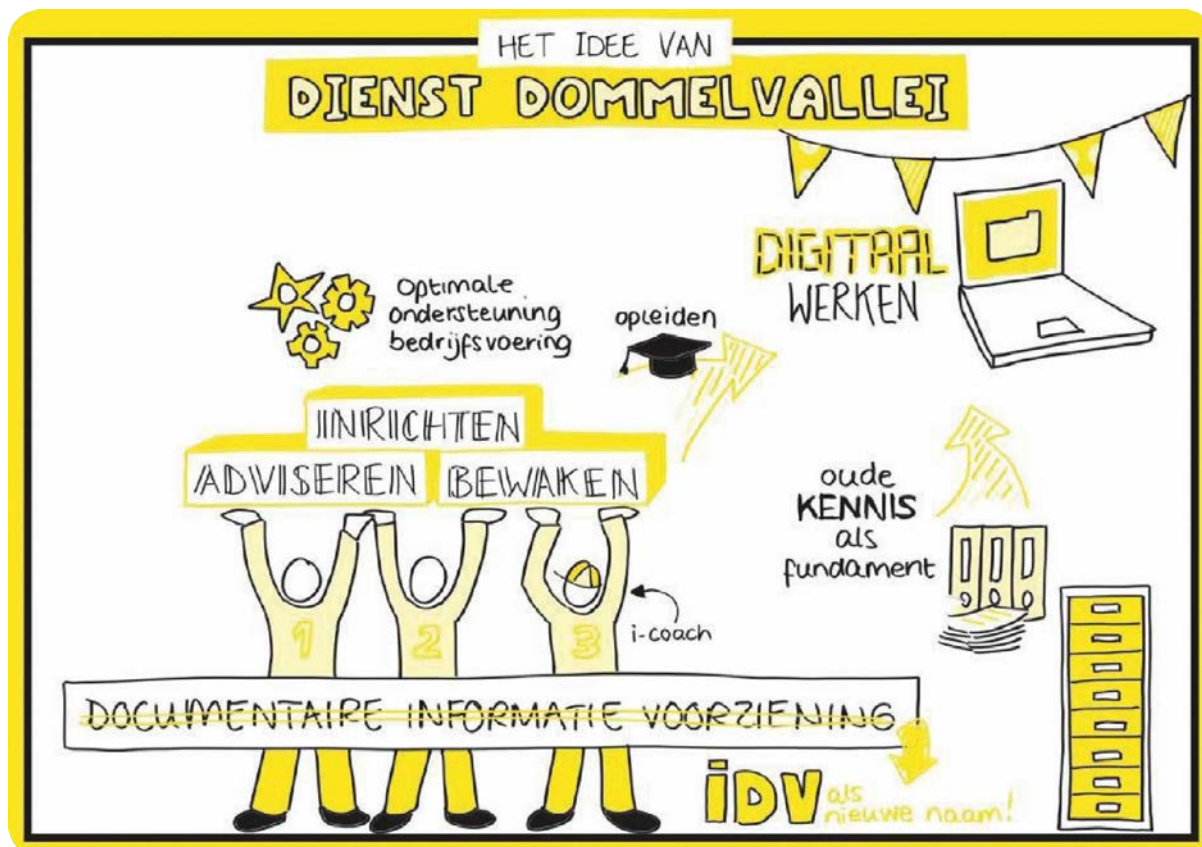 HET IDEE VAN
DIENST DOMMELVALLEI
DIGITAAL
WERKEN
Optimale
ondersteuning
bedrijfsvoering
opleiden
INRICHTEN
ADVISEREN
BEWAKEN
oude
KENNIS
als
fundament
1
2
3
i-coach
DOCUMENTAIRE INFORMATIE VOORZIENING
iDV
als
nieuwe naam!